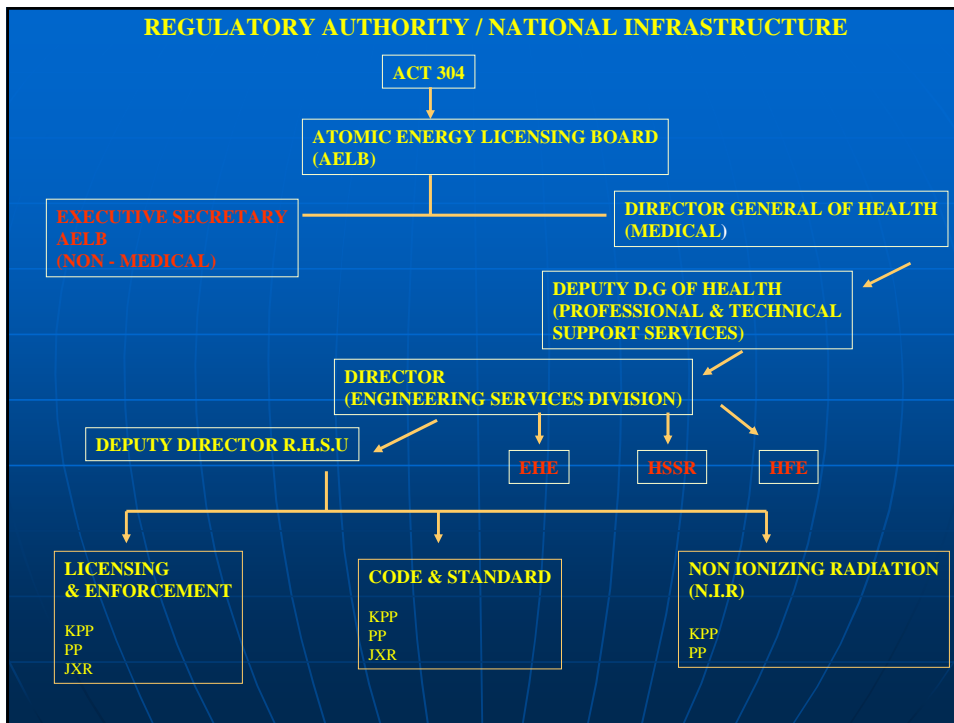 REGULATORY AUTHORITY / NATIONAL INFRASTRUCTURE
ACT 304
ATOMIC ENERGY LICENSING BOARD
(AELB)
EXECUTIVE SECRETARY
AELB
(NON - MEDICAL)
DIRECTOR GENERAL OF HEALTH
(MEDICAL)
DEPUTY D.G OF HEALTH
(PROFESSIONAL & TECHNICAL
SUPPORT SERVICES)
DIRECTOR
(ENGINEERING SERVICES DIVISION)
DEPUTY DIRECTOR R.H.S.U
EHE
HSSR
HFE
LICENSING
& ENFORCEMENT
KPP
PP
JXR
CODE & STANDARD
KPP
PP
JXR
NON IONIZING RADIATION
(N.I.R)
KPP
PP